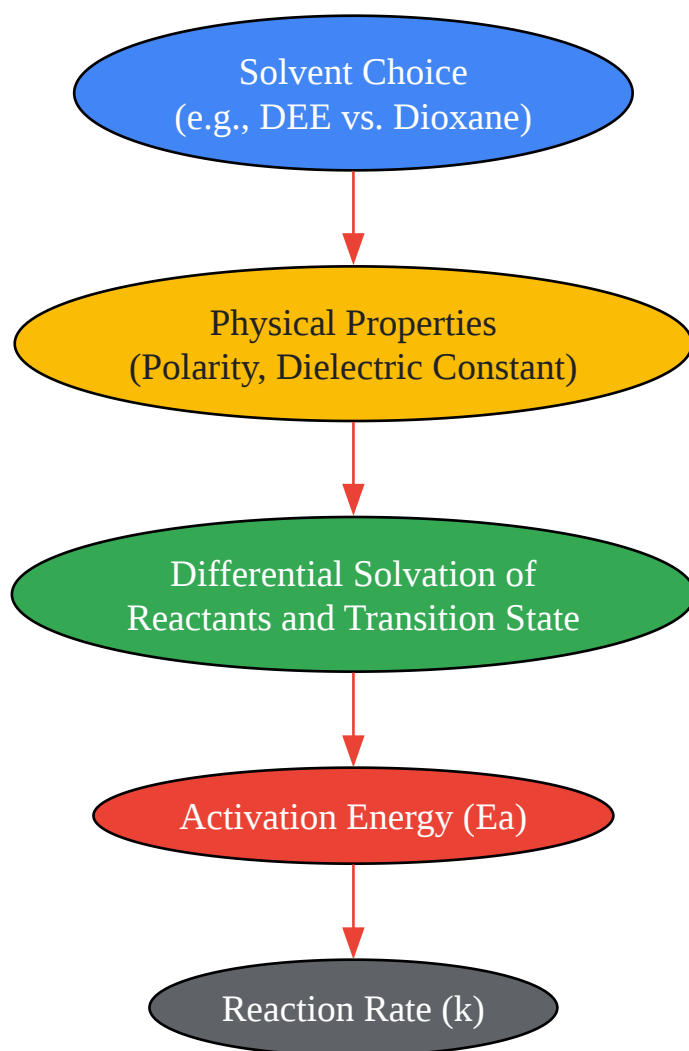 Solvent Choice
(e.g., DEE vs. Dioxane)
Physical Properties
(Polarity, Dielectric Constant)
Differential Solvation of
Reactants and Transition State
Activation Energy (Ea)
Reaction Rate (k)